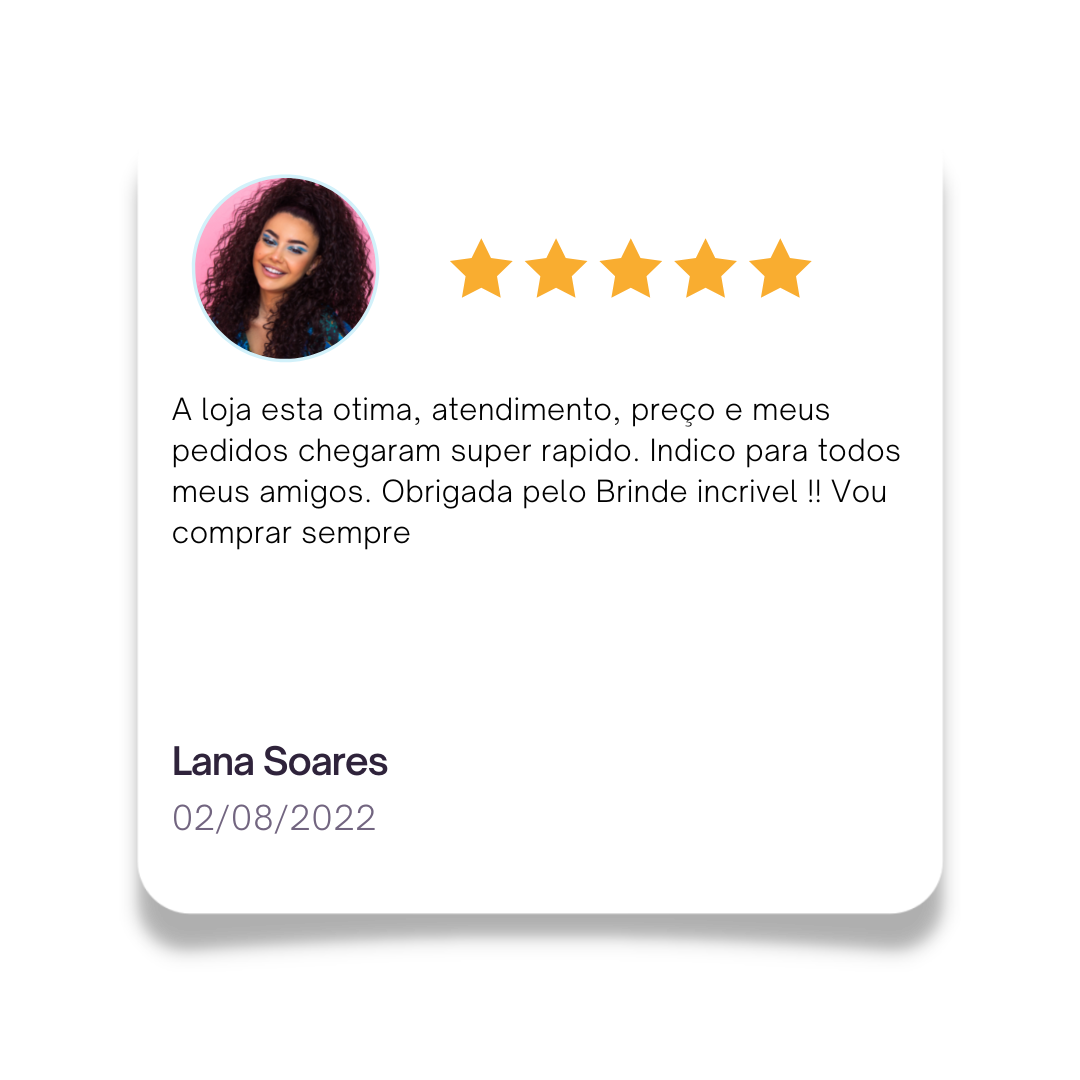 A loja esta otima, atendimento, preço e meus
pedidos chegaram super rapido. Indico para todos
meus amigos. Obrigada pelo Brinde incrivel !! Vou
comprar sempre
Lana Soares
02/08/2022